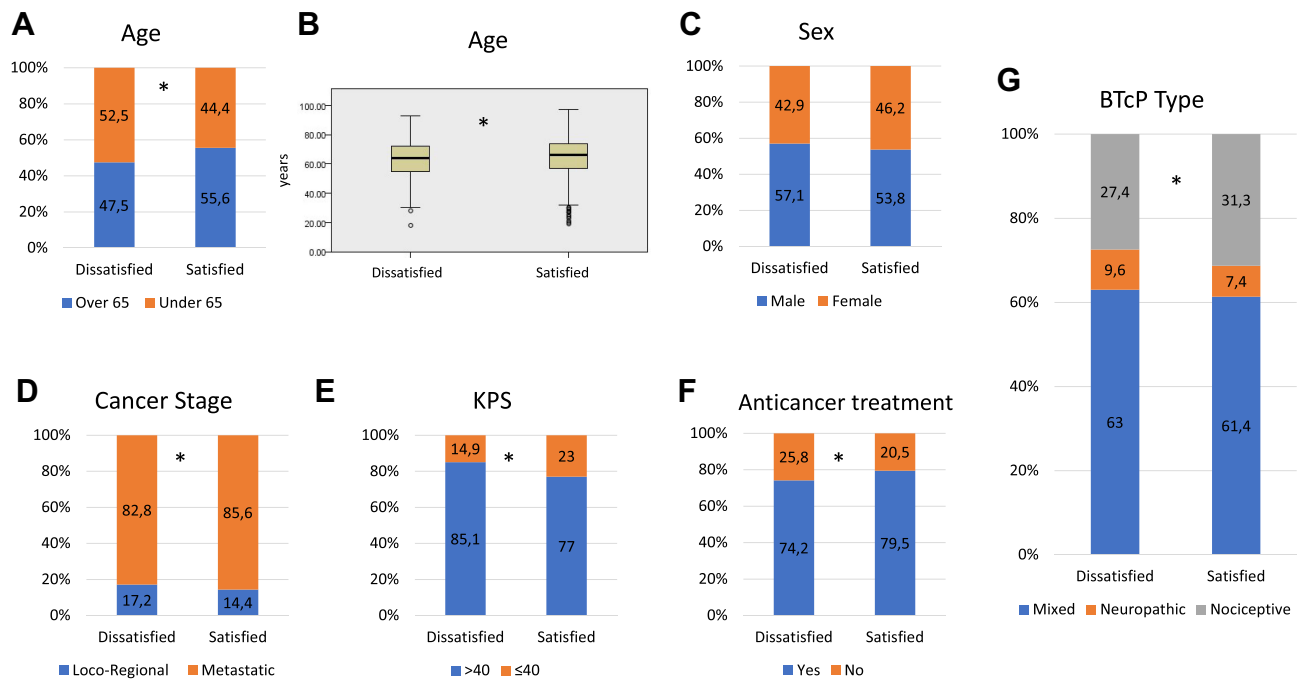 A
Age
100%
80%
60%
40%
20%
0%
52,5
44,4
*
47,5
55,6
Dissatisfied
Satisfied
Over 65
Under 65
B
Age
years
100.00
80.00
60.00
40.00
20.00
0.00
*
Dissatisfied
Satisfied
C
Sex
100%
80%
60%
40%
20%
0%
42,9
46,2
57,1
53,8
Dissatisfied
Satisfied
Male
Female
D
Cancer Stage
100%
80%
60%
40%
20%
0%
*
82,8
85,6
17,2
14,4
Dissatisfied
Satisfied
Loco-Regional
Metastatic
E
KPS
100%
80%
60%
40%
20%
0%
14,9
*
23
85,1
77
Dissatisfied
Satisfied
>40
≤40
F
Anticancer treatment
100%
80%
60%
40%
20%
0%
25,8
*
20,5
74,2
79,5
Dissatisfied
Satisfied
Yes
No
G
BTcP Type
100%
80%
60%
40%
20%
0%
27,4
*
31,3
9,6
7,4
63
61,4
Dissatisfied
Satisfied
Mixed
Neuropathic
Nociceptive